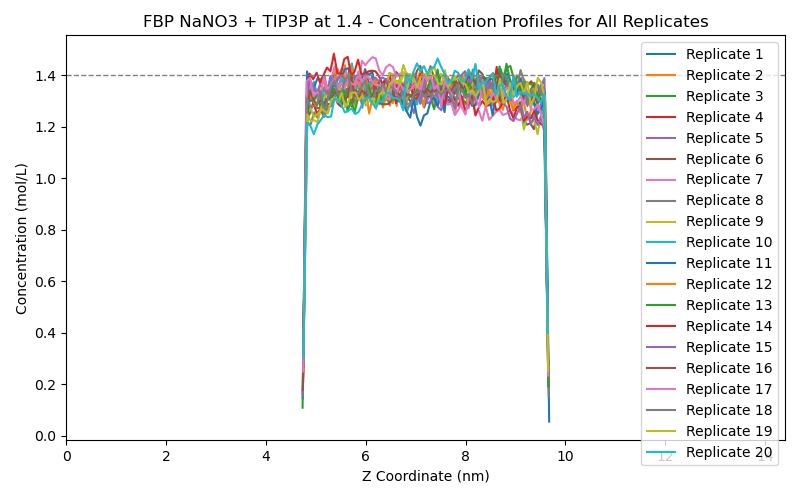 FBP NaNO3 + TIP3P at 1.4 - Concentration Profiles for All Replicates
Concentration (mol/L)
1.4
1.2
1.0
0.8
0.6
0.4
0.2
0.0
0 2 4 6 8 10 12 14
Z Coordinate (nm)
Replicate 1
Replicate 2
Replicate 3
Replicate 4
Replicate 5
Replicate 6
Replicate 7
Replicate 8
Replicate 9
Replicate 10
Replicate 11
Replicate 12
Replicate 13
Replicate 14
Replicate 15
Replicate 16
Replicate 17
Replicate 18
Replicate 19
Replicate 20